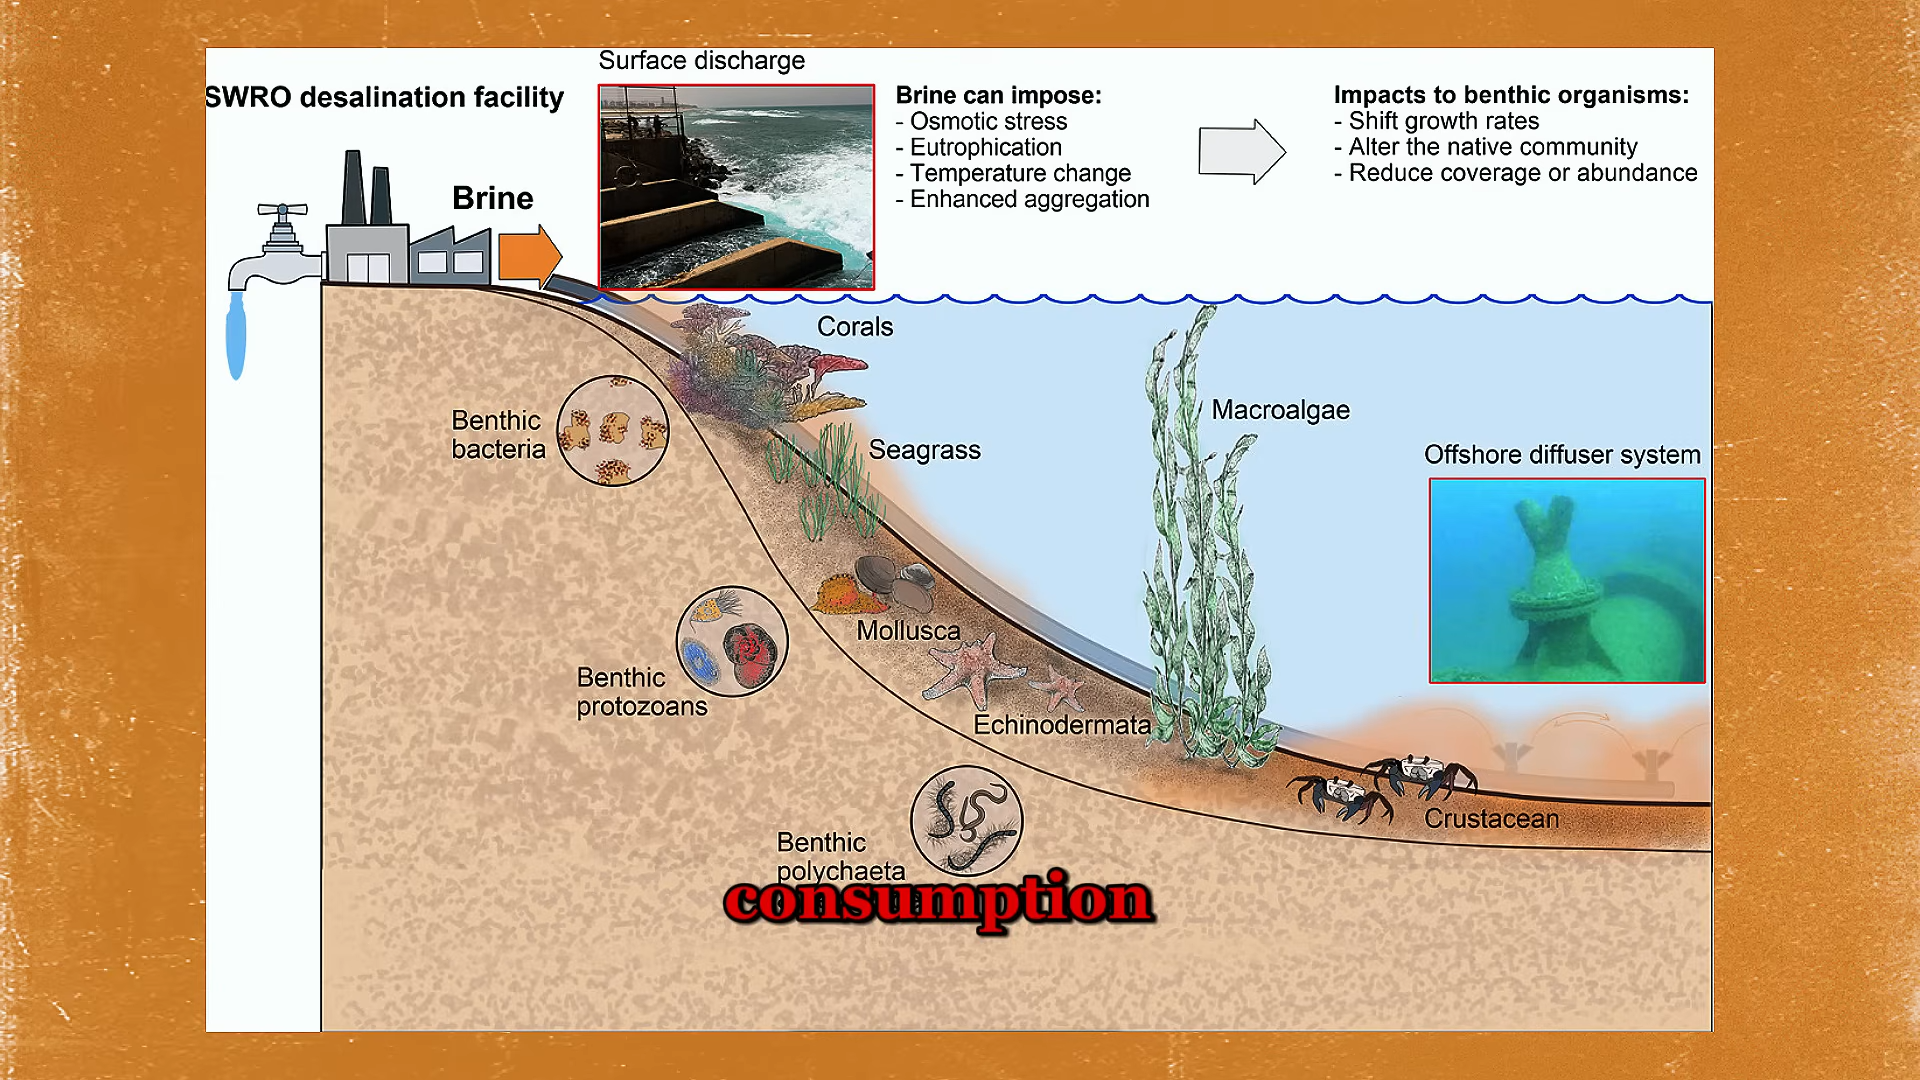 Surface discharge
SWRO desalination facility
Brine
Brine can impose:
- Osmotic stress
- Eutrophication
- Temperature change
- Enhanced aggregation
Impacts to benthic organisms:
- Shift growth rates
- Alter the native community
- Reduce coverage or abundance
Corals
Macroalgae
Benthic
bacteria
Seagrass
Offshore diffuser system
Mollusca
Benthic
protozoans
Echinodermata
Crustacean
Benthic
polychaeta
consumption